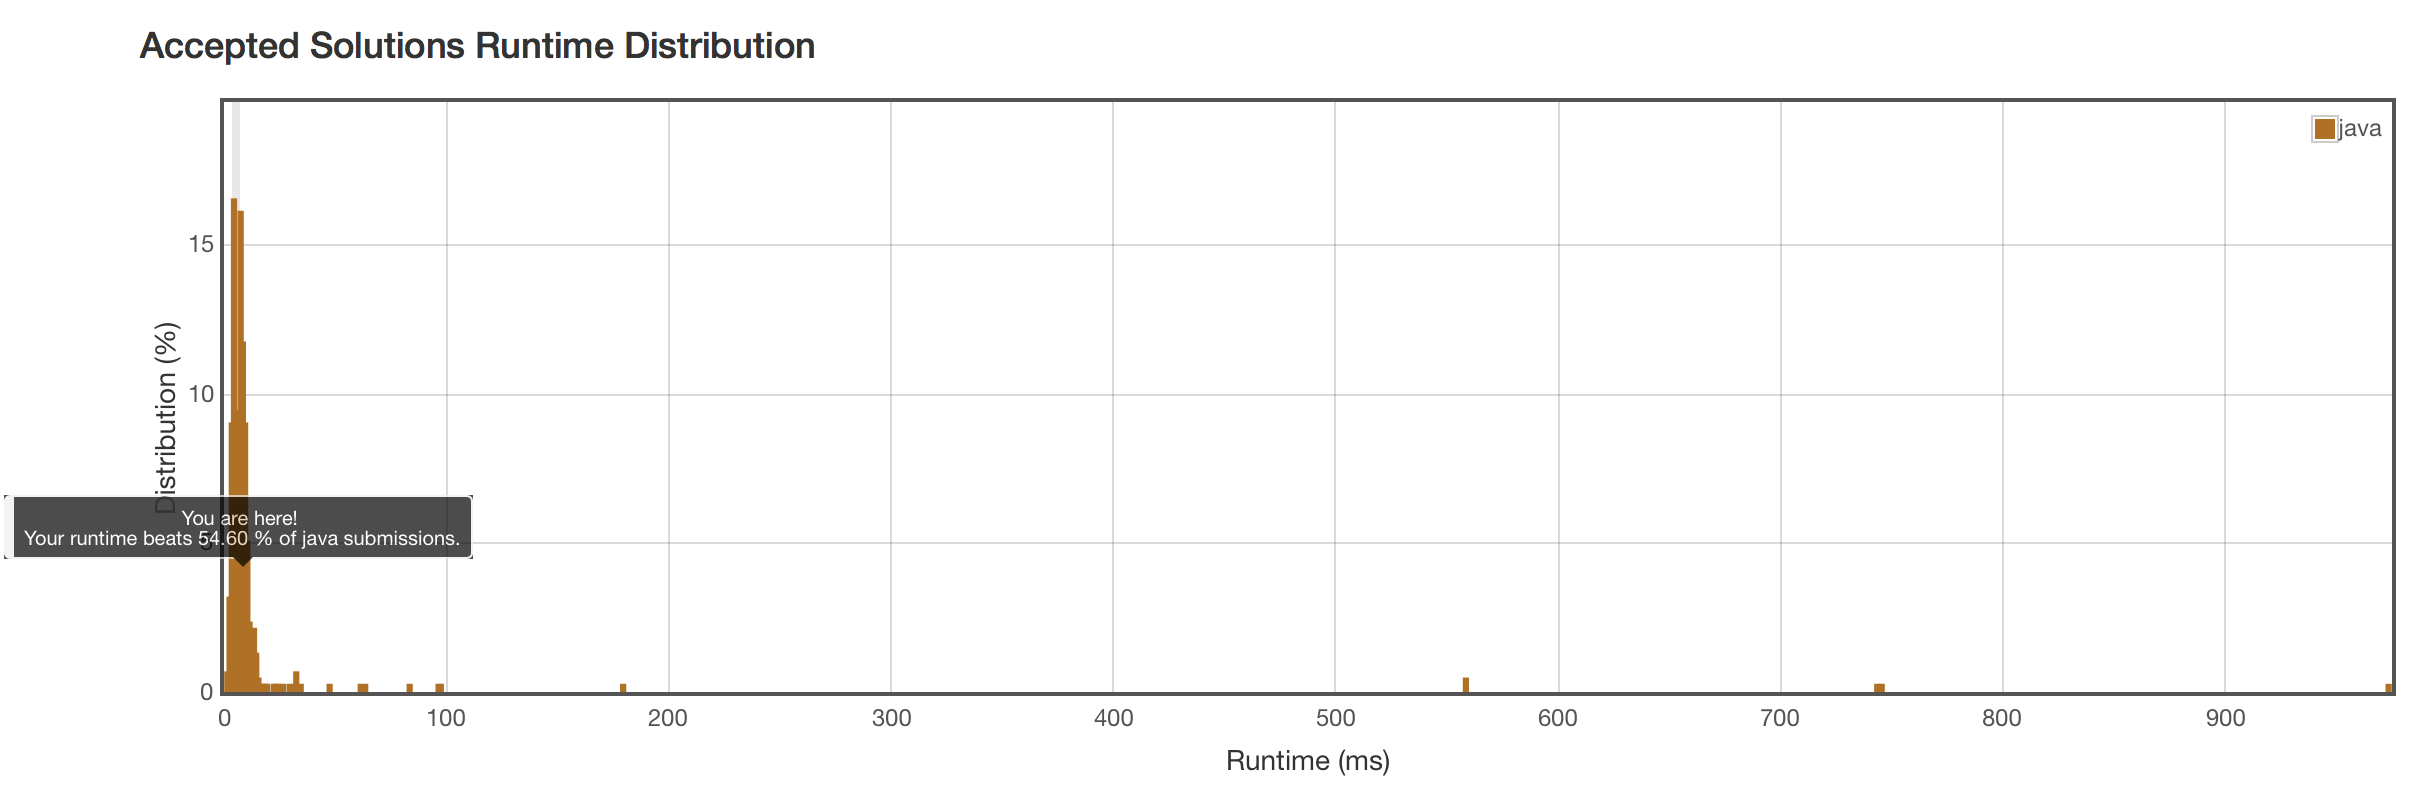 Accepted Solutions Runtime Distribution
java
Distribution (%)
15
10
5
0
You are here!
Your runtime beats 54.60 % of java submissions.
0 100 200 300 400 500 600 700 800 900
Runtime (ms)